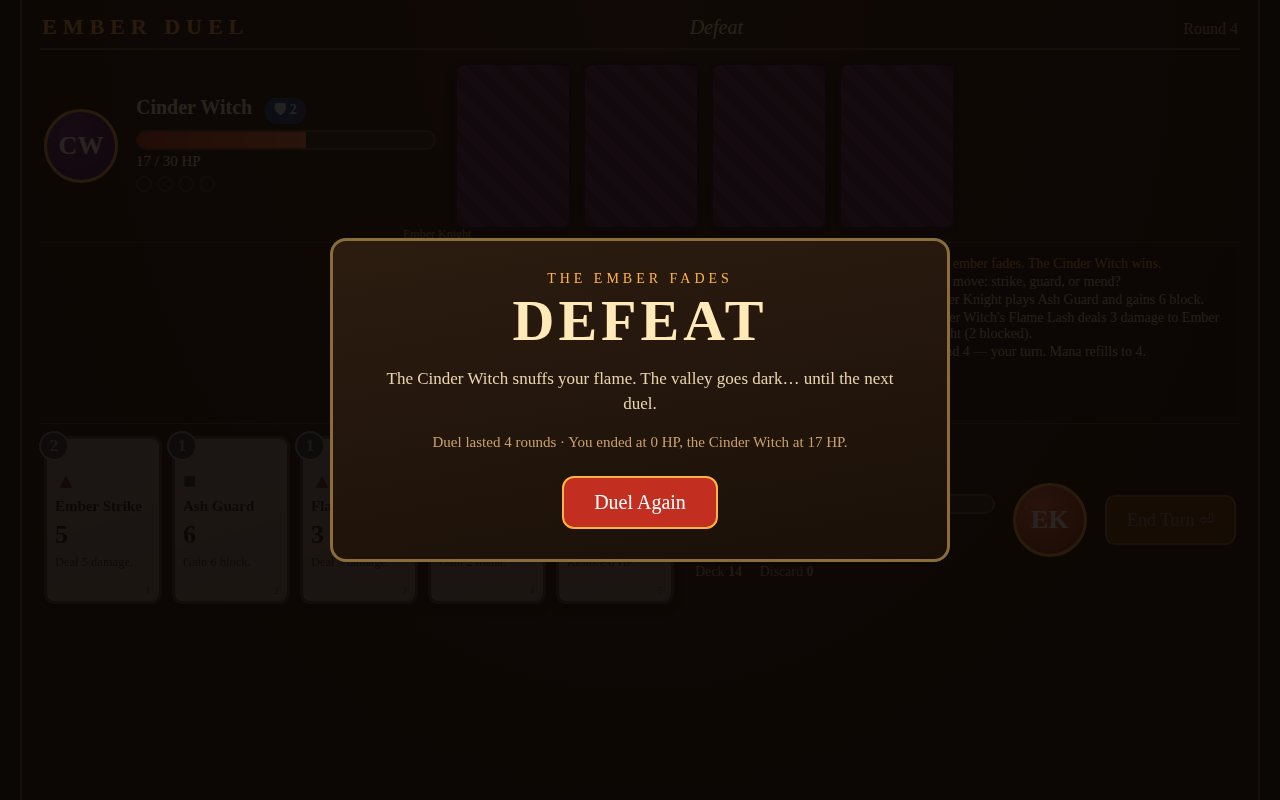 EMBER DUEL
Defeat
Round 4
CW
Cinder Witch
2
17 / 30 HP
Ember Knight
ember fades. The Cinder Witch wins.
move: strike, guard, or mend?
Knight plays Ash Guard and gains 6 block.
Witch's Flame Lash deals 3 damage to Ember
(2 blocked).
4 — your turn. Mana refills to 4.
THE EMBER FADES
DEFEAT
The Cinder Witch snuffs your flame. The valley goes dark… until the next
duel.
Duel lasted 4 rounds · You ended at 0 HP, the Cinder Witch at 17 HP.
Duel Again
2
Ember Strike
5
Deal 5 damage.
1
1
Ash Guard
6
Gain 6 block.
2
1
3
3
4
5
EK
End Turn ⏎
Deck 14 Discard 0